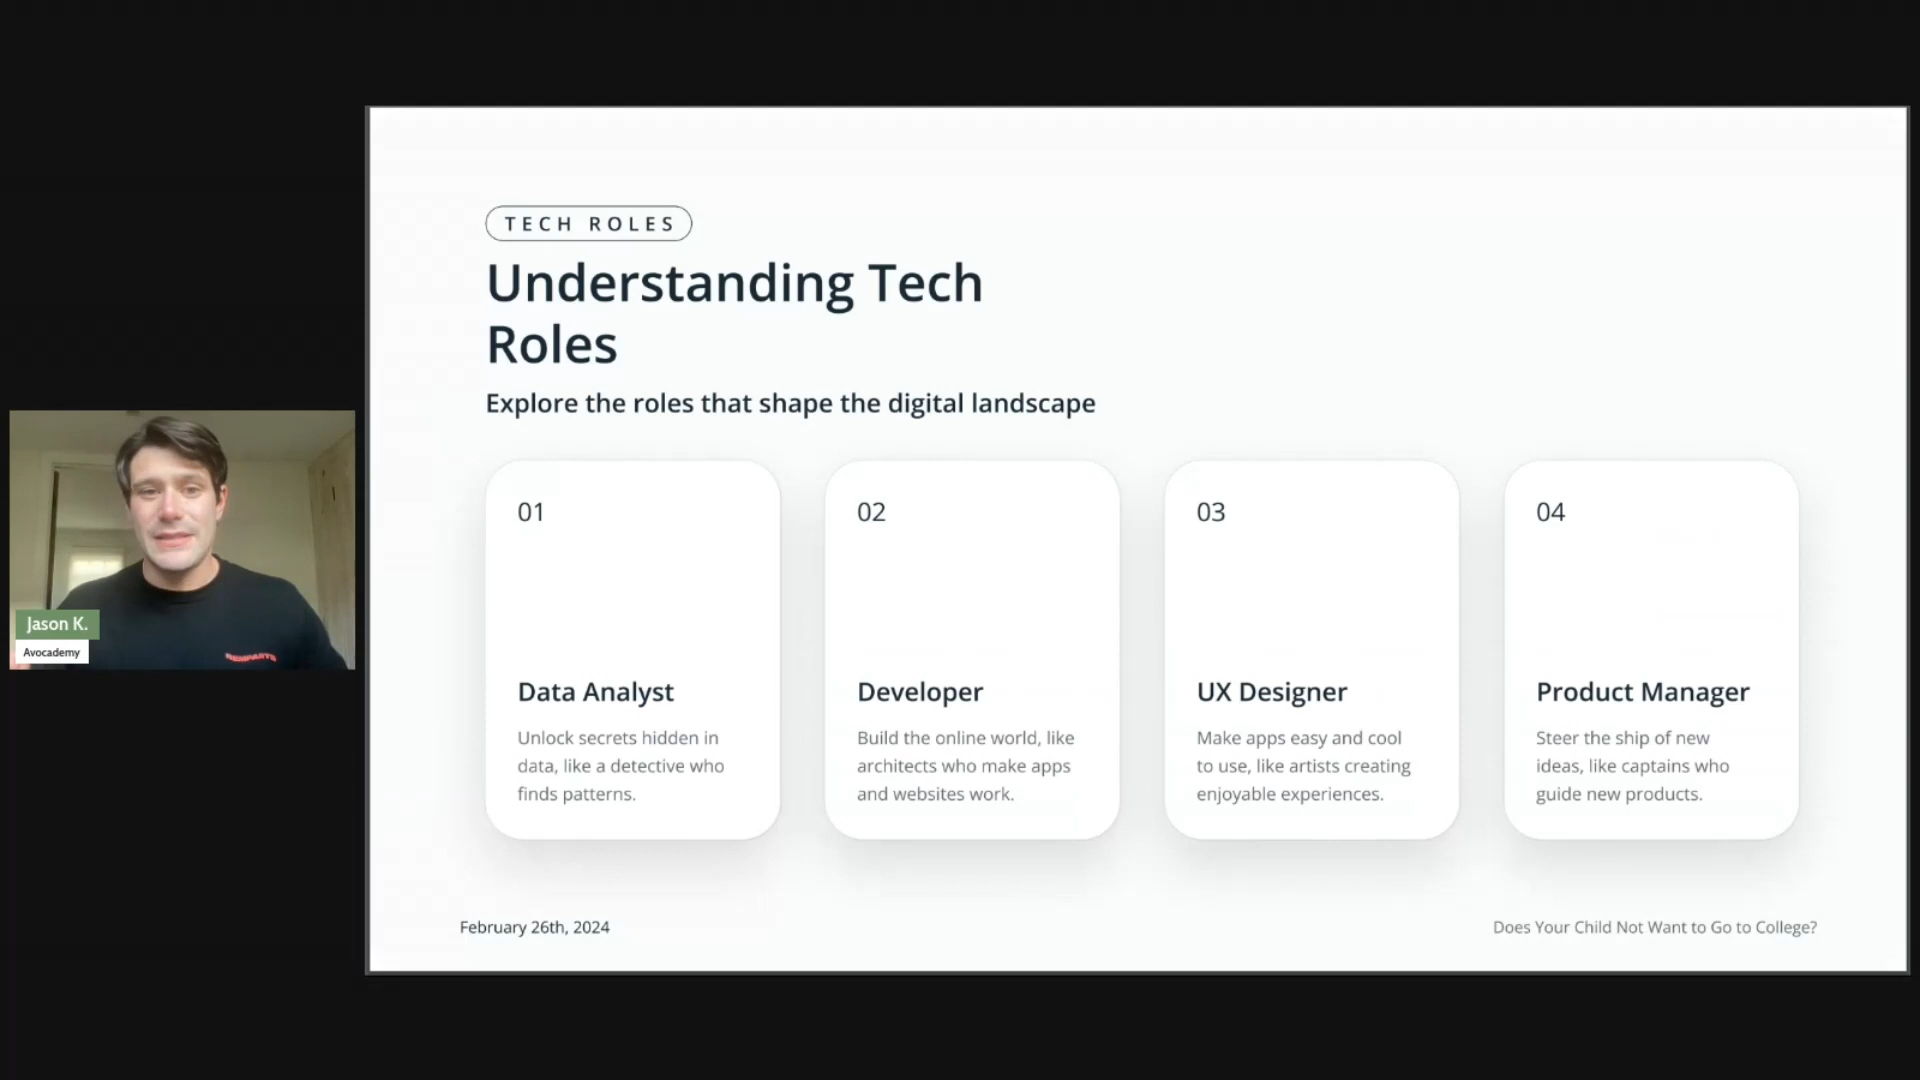 TECH ROLES
Understanding Tech
Roles
Explore the roles that shape the digital landscape
01
Data Analyst
Unlock secrets hidden in
data, like a detective who
finds patterns.
02
Developer
Build the online world, like
architects who make apps
and websites work.
03
UX Designer
Make apps easy and cool
to use, like artists creating
enjoyable experiences.
04
Product Manager
Steer the ship of new
ideas, like captains who
guide new products.
February 26th, 2024
Does Your Child Not Want to Go to College?
Jason K.
Avocademy